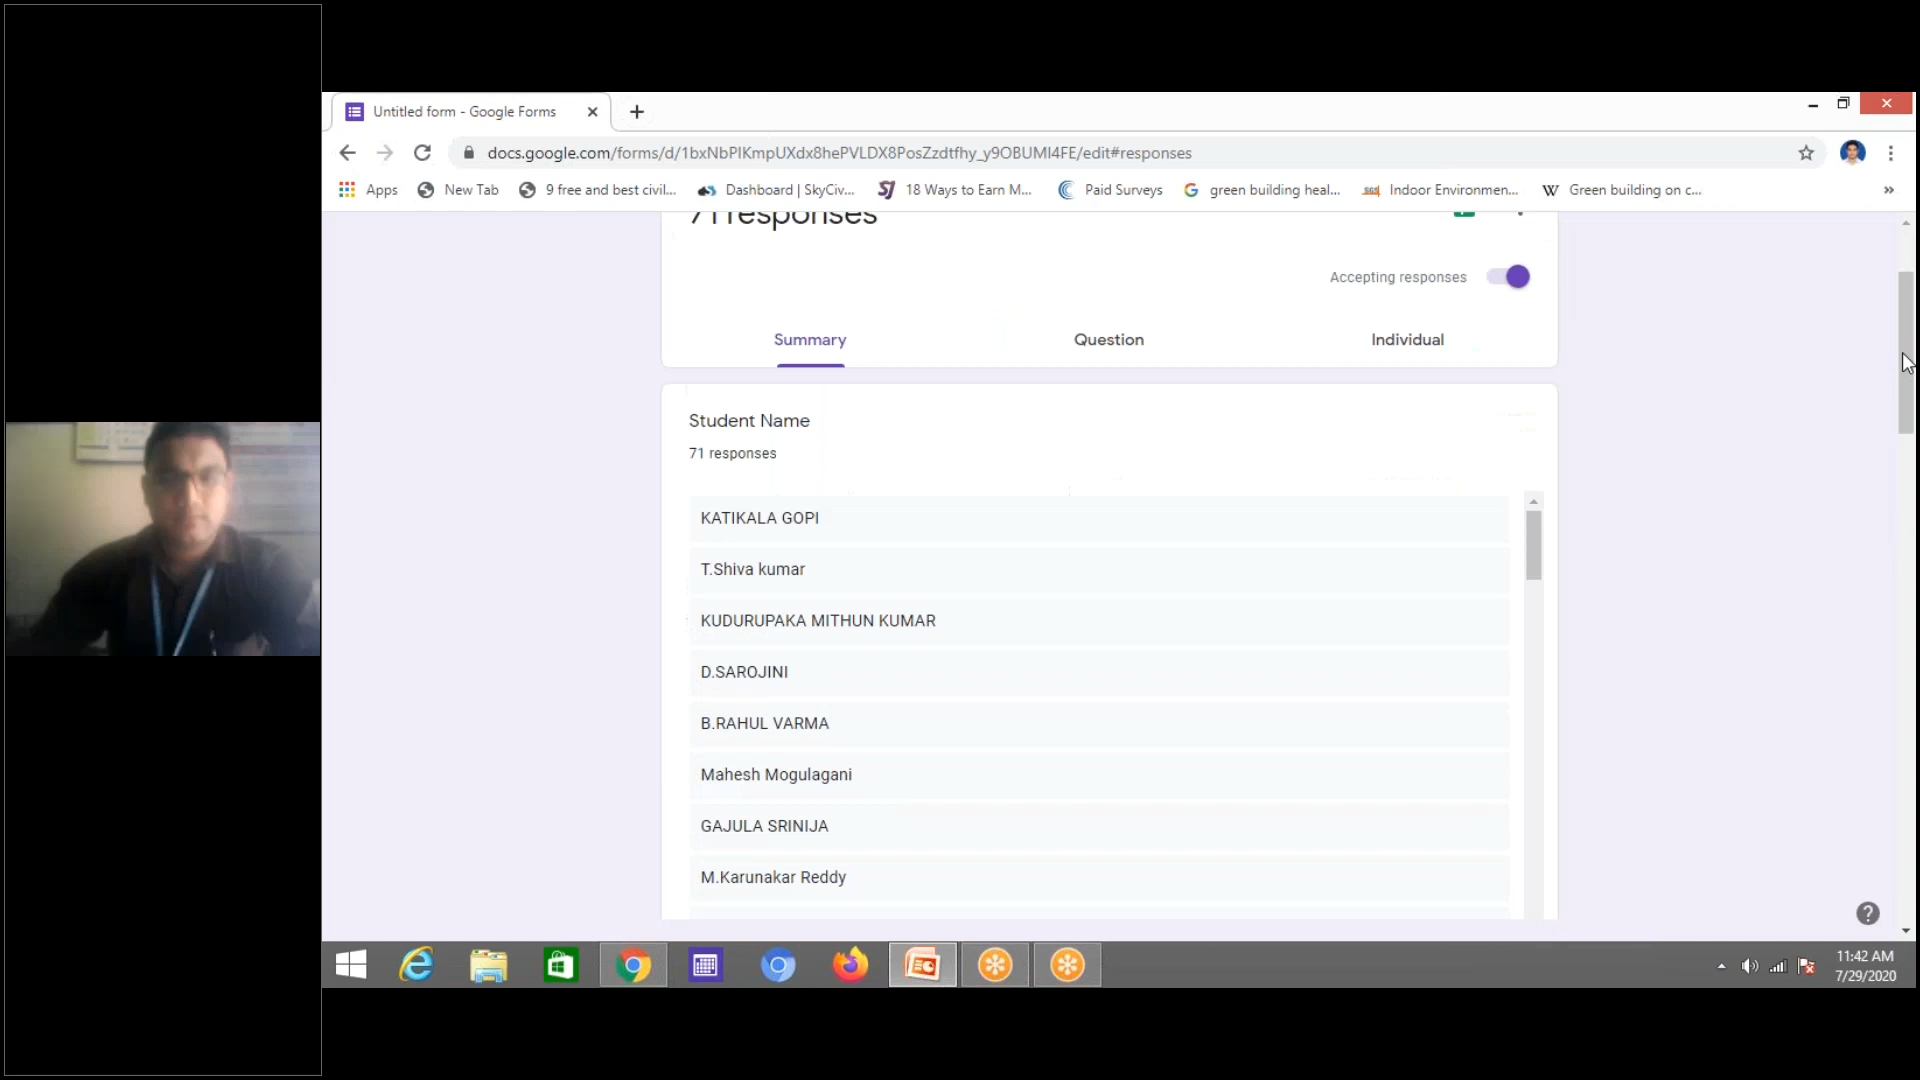 Untitled form - Google Forms
docs.google.com/forms/d/1bxNbPlKmpUXdx8hePVLDX8PosZzdtfhy_y9OBUMI4FE/edit#responses
Apps New Tab 9 free and best civil... Dashboard | SkyCiv... 18 Ways to Earn M... Paid Surveys green building heal... Indoor Environmen... Green building on c... »
71 responses
Accepting responses
Summary Question Individual
Student Name
71 responses
KATIKALA GOPI
T.Shiva kumar
KUDURUPAKA MITHUN KUMAR
D.SAROJINI
B.RAHUL VARMA
Mahesh Mogulagani
GAJULA SRINIJA
M.Karunakar Reddy
11:42 AM
7/29/2020